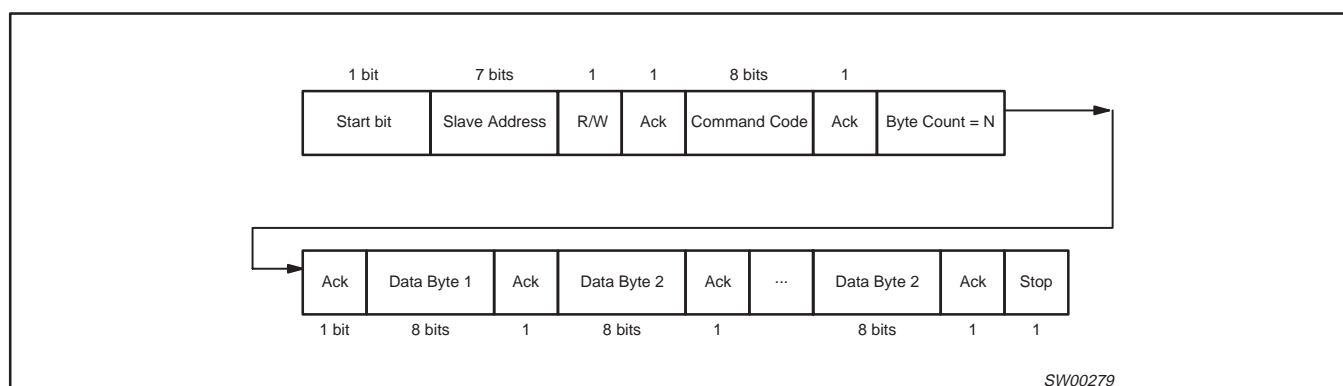 1 bit 7 bits 1 1 8 bits 1
Start bit Slave Address R/W Ack Command Code Ack Byte Count = N
Ack Data Byte 1 Ack Data Byte 2 Ack ... Data Byte 2 Ack Stop
1 bit 8 bits 1 8 bits 1 8 bits 1 1
SW00279